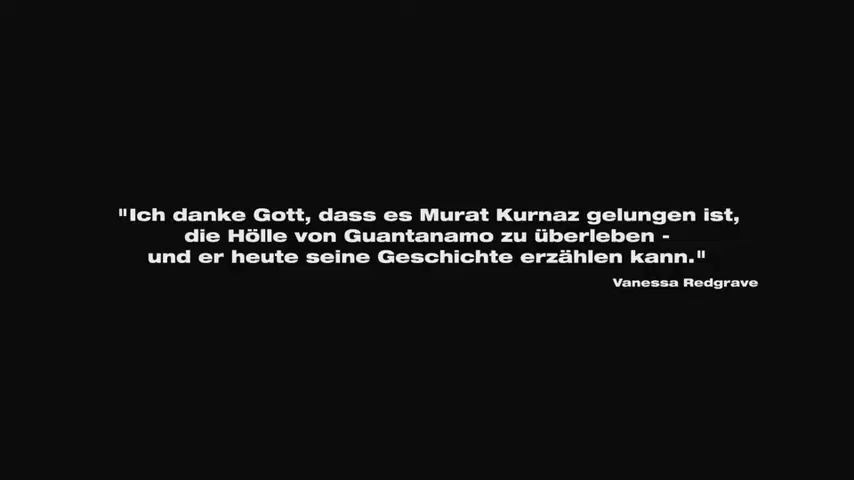 "Ich danke Gott, dass es Murat Kurnaz gelungen ist,
die Hölle von Guantanamo zu überleben -
und er heute seine Geschichte erzählen kann."
Vanessa Redgrave